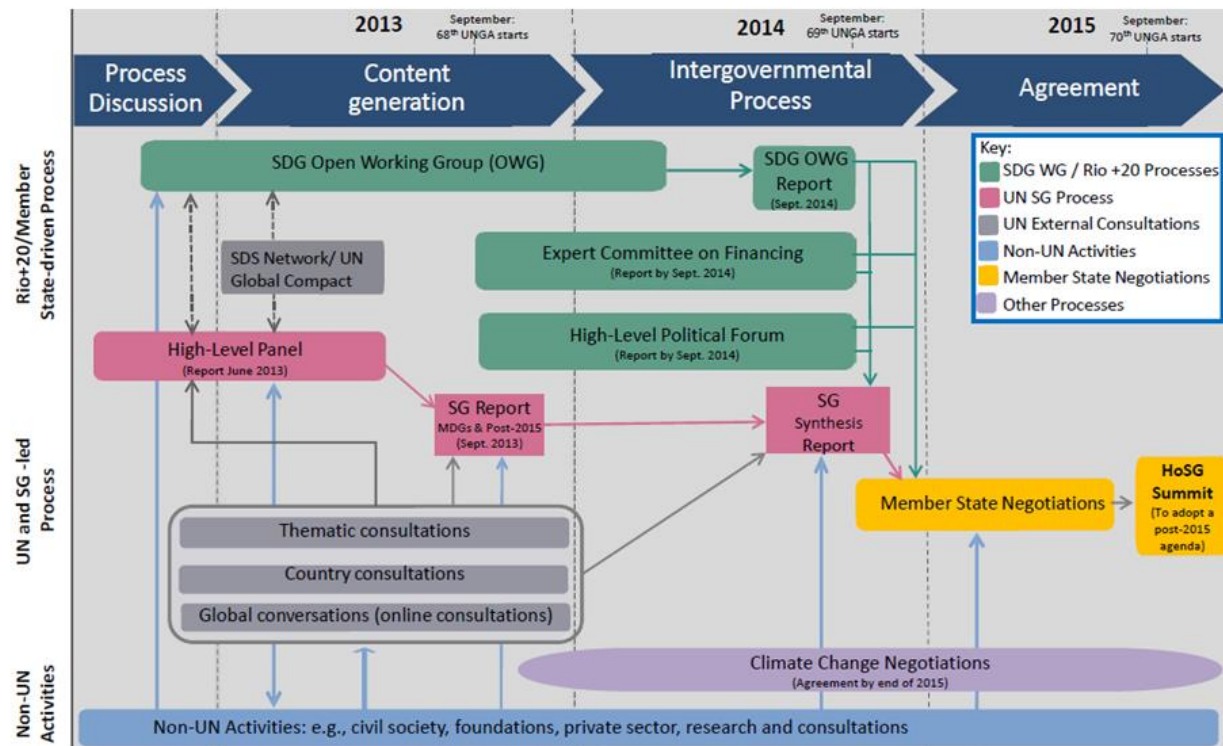 2013
September:
68th UNGA starts
2014
September:
69th UNGA starts
2015
September:
70th UNGA starts
Process
Discussion
Content
generation
Intergovernmental
Process
Agreement
Rio+20/Member
State-driven Process
SDG Open Working Group (OWG)
SDG OWG
Report
(Sept. 2014)
Key:
SDG WG / Rio +20 Processes
UN SG Process
UN External Consultations
Non-UN Activities
Member State Negotiations
Other Processes
SDS Network/ UN
Global Compact
Expert Committee on Financing
(Report by Sept. 2014)
High-Level Political Forum
(Report by Sept. 2014)
UN and SG -led
Process
High-Level Panel
(Report June 2013)
SG Report
MDGs & Post-2015
(Sept. 2013)
SG
Synthesis
Report
Member State Negotiations
HoSG
Summit
(To adopt a
post-2015
agenda)
Thematic consultations
Country consultations
Global conversations (online consultations)
Non-UN
Activities
Climate Change Negotiations
(Agreement by end of 2015)
Non-UN Activities: e.g., civil society, foundations, private sector, research and consultations